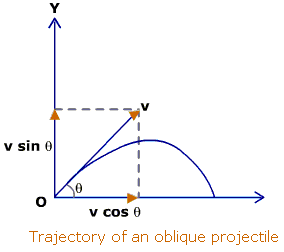 Y
v
v sin θ
θ
O
v cos θ
Trajectory of an oblique projectile